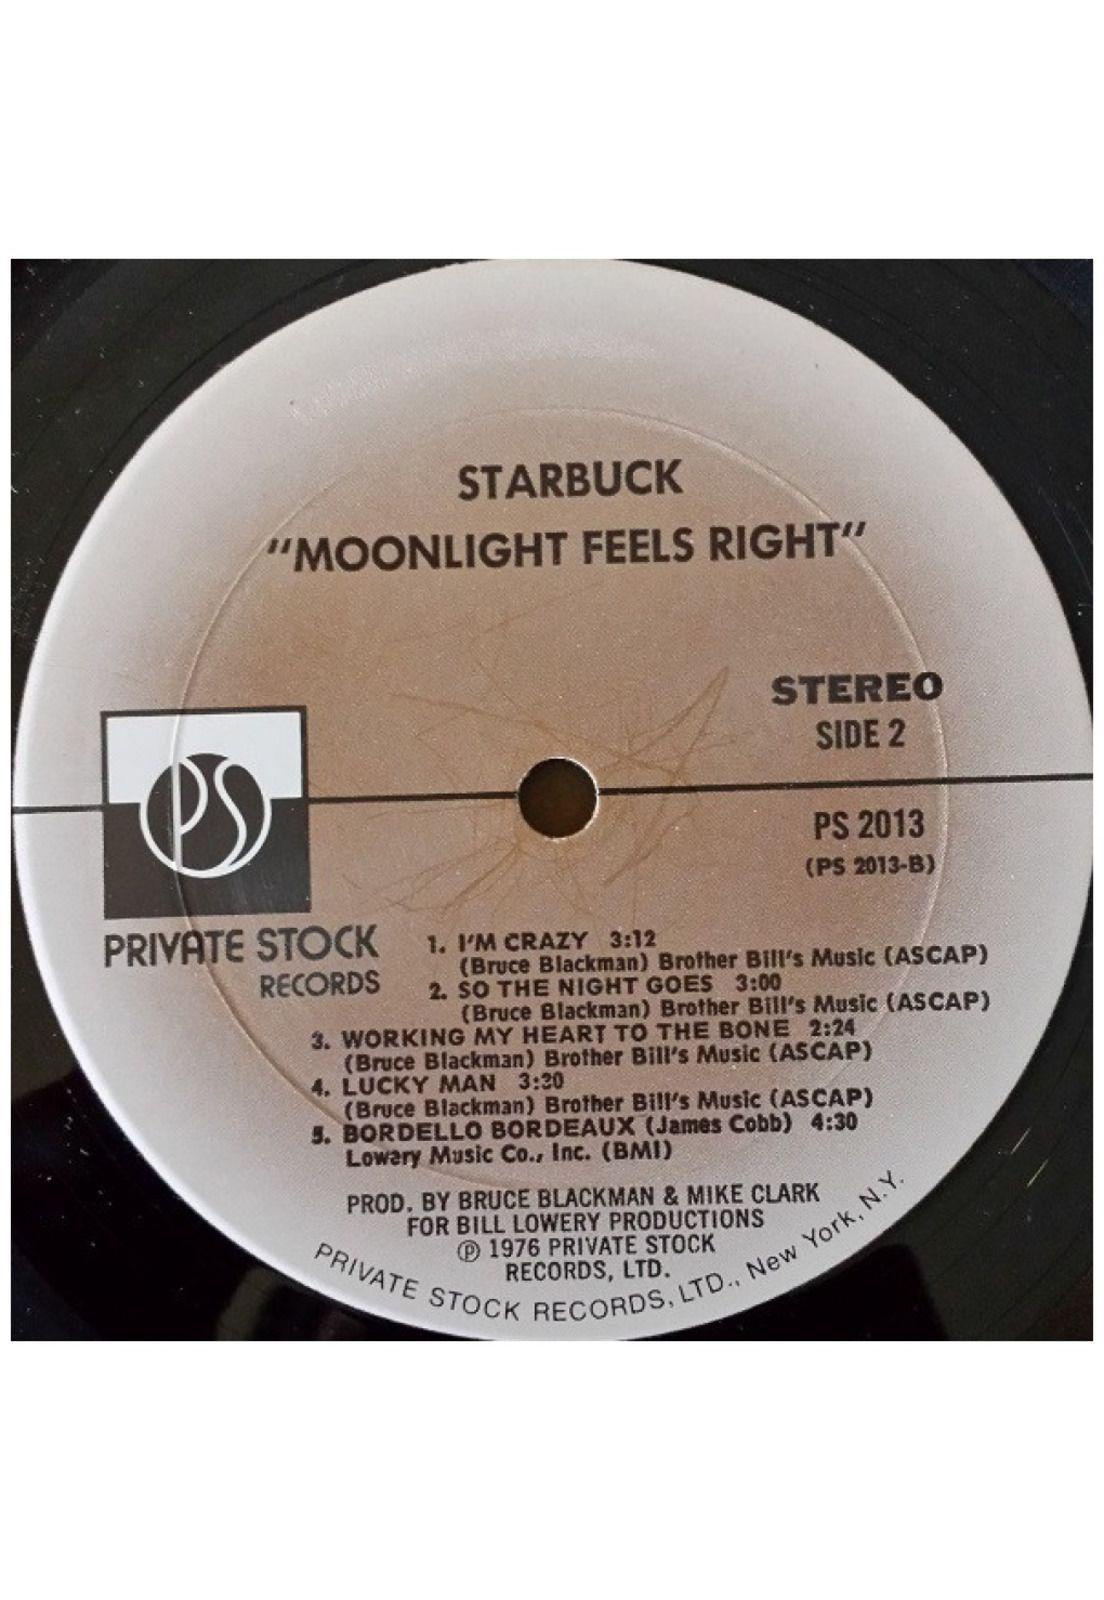 STARBUCK
"MOONLIGHT FEELS RIGHT"
STEREO
SIDE 2
PS
PS 2013
(PS 2013-B)
PRIVATE STOCK
RECORDS
1. I'M CRAZY 3:12
(Bruce Blackman) Brother Bill's Music (ASCAP)
2. SO THE NIGHT GOES 3:00
(Bruce Blackman) Brother Bill's Music (ASCAP)
3. WORKING MY HEART TO THE BONE 2:24
(Bruce Blackman) Brother Bill's Music (ASCAP)
4. LUCKY MAN 3:20
(Bruce Blackman) Brother Bill's Music (ASCAP)
5. BORDELLO BORDEAUX (James Cobb) 4:30
Lowery Music Co., Inc. (BMI)
PROD. BY BRUCE BLACKMAN & MIKE CLARK
FOR BILL LOWERY PRODUCTIONS
℗ 1976 PRIVATE STOCK
RECORDS, LTD.
PRIVATE STOCK RECORDS, LTD., New York, N.Y.